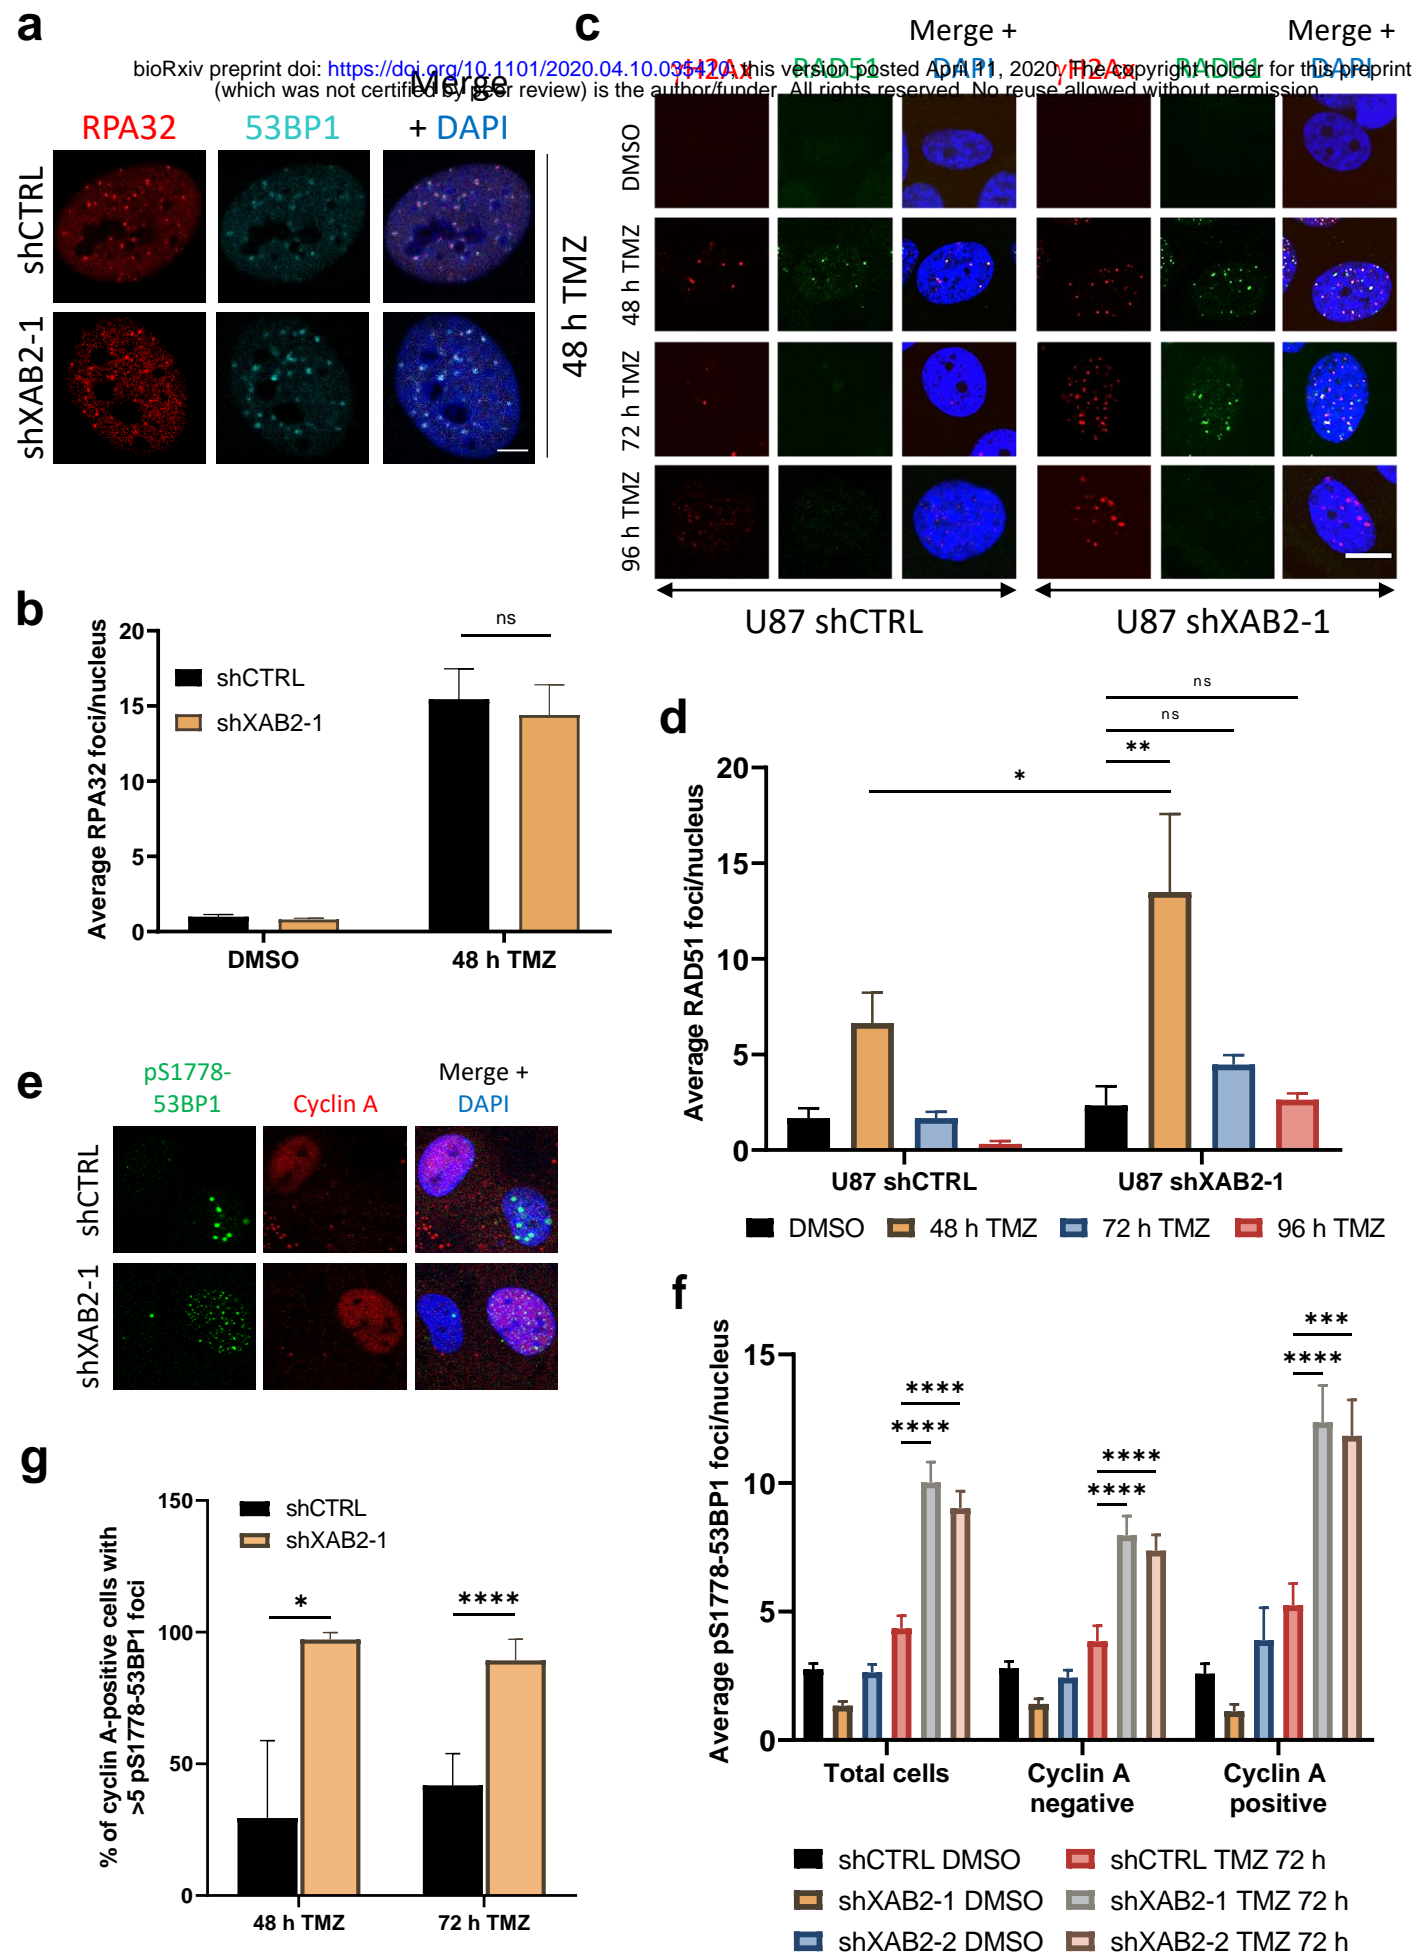 a
c
bioRxiv preprint doi: https://doi.org/10.1101/2020.04.10.035410; this version posted April 11, 2020. The copyright holder for this preprint
(which was not certified by peer review) is the author/funder. All rights reserved. No reuse allowed without permission.
Merge
RPA32 53BP1 + DAPI
shCTRL
shXAB2-1
48 h TMZ
Merge + Merge +
γH2Ax RAD51 DAPI γH2Ax RAD51 DAPI
DMSO
48 h TMZ
72 h TMZ
96 h TMZ
U87 shCTRL U87 shXAB2-1
b
Average RPA32 foci/nucleus
20
15
10
5
0
shCTRL
shXAB2-1
ns
DMSO 48 h TMZ
d
Average RAD51 foci/nucleus
20
15
10
5
0
ns
ns
**
*
U87 shCTRL U87 shXAB2-1
DMSO 48 h TMZ 72 h TMZ 96 h TMZ
e
pS1778-
53BP1 Cyclin A Merge +
DAPI
shCTRL
shXAB2-1
f
Average pS1778-53BP1 foci/nucleus
15
10
5
0
****
****
****
****
***
****
Total cells Cyclin A
negative Cyclin A
positive
shCTRL DMSO shCTRL TMZ 72 h
shXAB2-1 DMSO shXAB2-1 TMZ 72 h
shXAB2-2 DMSO shXAB2-2 TMZ 72 h
g
% of cyclin A-positive cells with
>5 pS1778-53BP1 foci
150
100
50
0
shCTRL
shXAB2-1
* ****
48 h TMZ 72 h TMZ